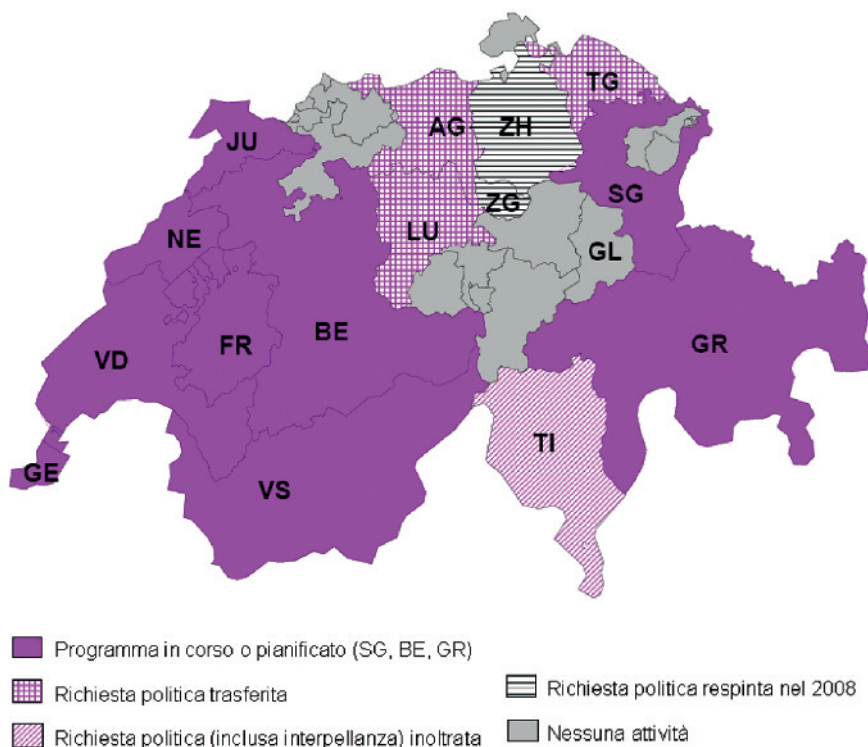 TG
JU
AG
ZH
ZG
SG
NE
LU
GL
VD
FR
BE
GR
TI
GE
VS
Programma in corso o pianificato (SG, BE, GR)
Richiesta politica trasferita
Richiesta politica (inclusa interpellanza) inoltrata
Richiesta politica respinta nel 2008
Nessuna attività